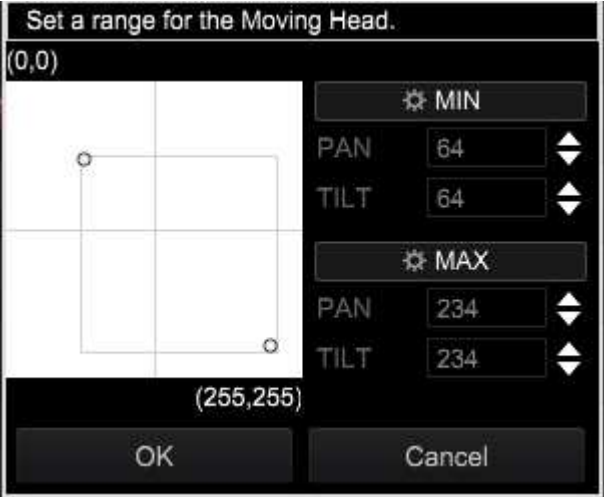 Set a range for the Moving Head.
(0,0)
MIN
PAN 64
TILT 64
MAX
PAN 234
TILT 234
(255,255)
OK Cancel